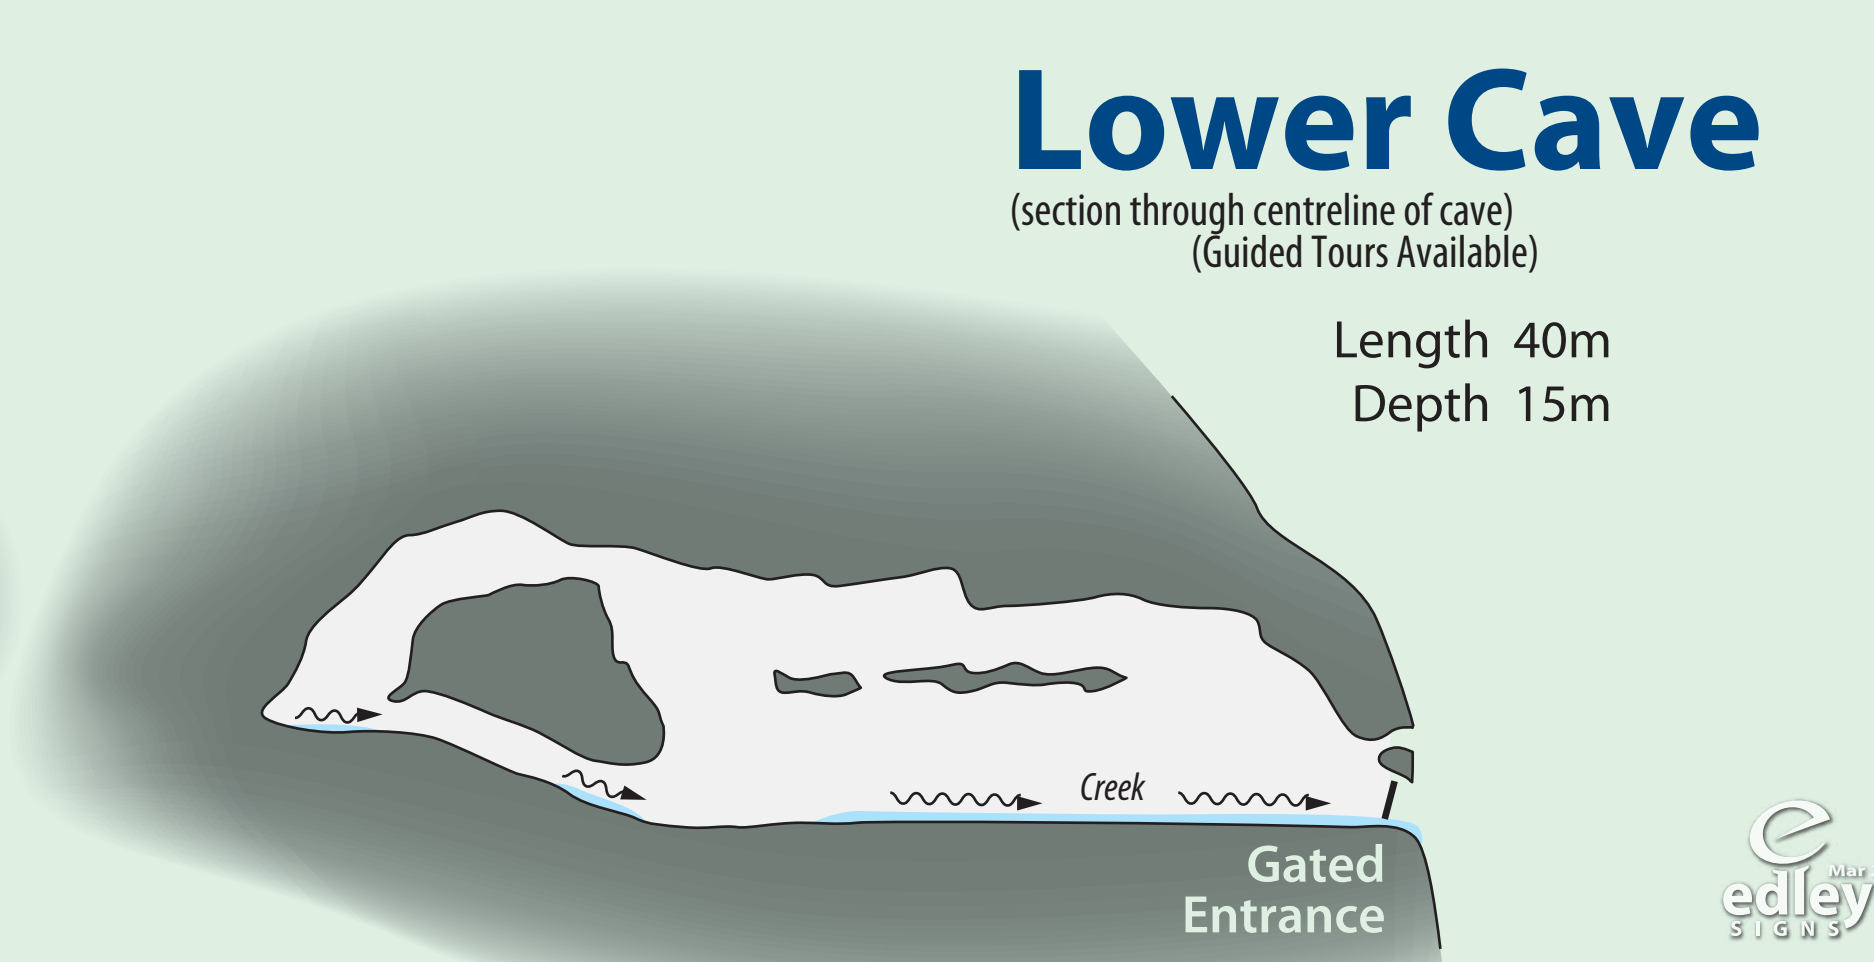 Lower Cave
(section through centreline of cave)
(Guided Tours Available)
Length 40m
Depth 15m
Creek
Gated
Entrance
Mar
edley
SIGNS